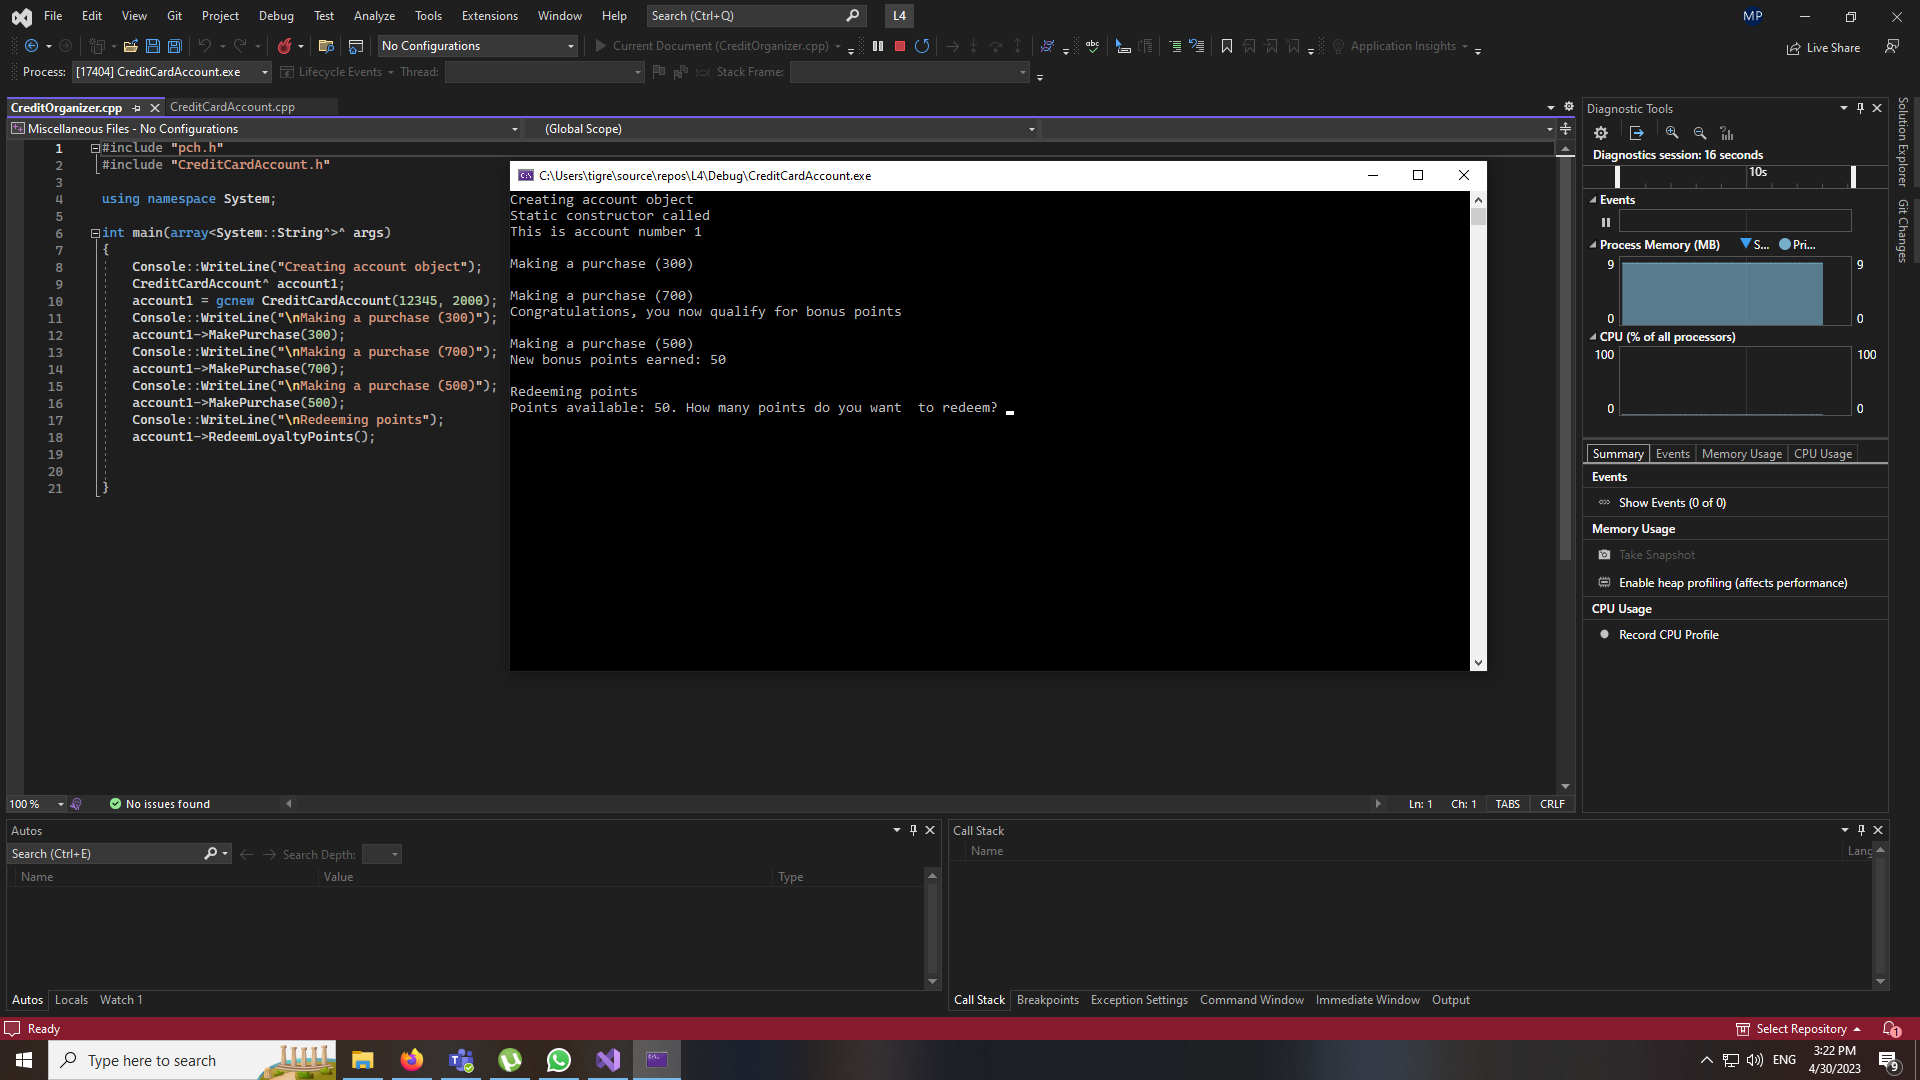 File Edit View Git Project Debug Test Analyze Tools Extensions Window Help Search (Ctrl+Q) L4 MP
No Configurations Current Document (CreditOrganizer.cpp) Application Insights Live Share
Process: [17404] CreditCardAccount.exe Lifecycle Events Thread: Stack Frame:
CreditOrganizer.cpp CreditCardAccount.cpp
Miscellaneous Files - No Configurations (Global Scope)
1 #include "pch.h"
2 #include "CreditCardAccount.h"
3
4 using namespace System;
5
6 int main(array<System::String^>^ args)
7 {
8 Console::WriteLine("Creating account object");
9 CreditCardAccount^ account1;
10 account1 = gcnew CreditCardAccount(12345, 2000);
11 Console::WriteLine("\nMaking a purchase (300)");
12 account1->MakePurchase(300);
13 Console::WriteLine("\nMaking a purchase (700)");
14 account1->MakePurchase(700);
15 Console::WriteLine("\nMaking a purchase (500)");
16 account1->MakePurchase(500);
17 Console::WriteLine("\nRedeeming points");
18 account1->RedeemLoyaltyPoints();
19
20
21 }
C:\Users\tigre\source\repos\L4\Debug\CreditCardAccount.exe
Creating account object
Static constructor called
This is account number 1
Making a purchase (300)
Making a purchase (700)
Congratulations, you now qualify for bonus points
Making a purchase (500)
New bonus points earned: 50
Redeeming points
Points available: 50. How many points do you want  to redeem?
Diagnostic Tools
Diagnostics session: 16 seconds
10s
Events
Process Memory (MB) S... Pri...
9 9
0 0
CPU (% of all processors)
100 100
0 0
Summary Events Memory Usage CPU Usage
Events
Show Events (0 of 0)
Memory Usage
Take Snapshot
Enable heap profiling (affects performance)
CPU Usage
Record CPU Profile
Solution Explorer
Git Changes
100 % No issues found Ln: 1 Ch: 1 TABS CRLF
Autos
Search (Ctrl+E) Search Depth:
Name Value Type
Autos Locals Watch 1
Call Stack
Name Lang
Call Stack Breakpoints Exception Settings Command Window Immediate Window Output
Ready Select Repository 1
Type here to search ENG 3:22 PM
4/30/2023 9